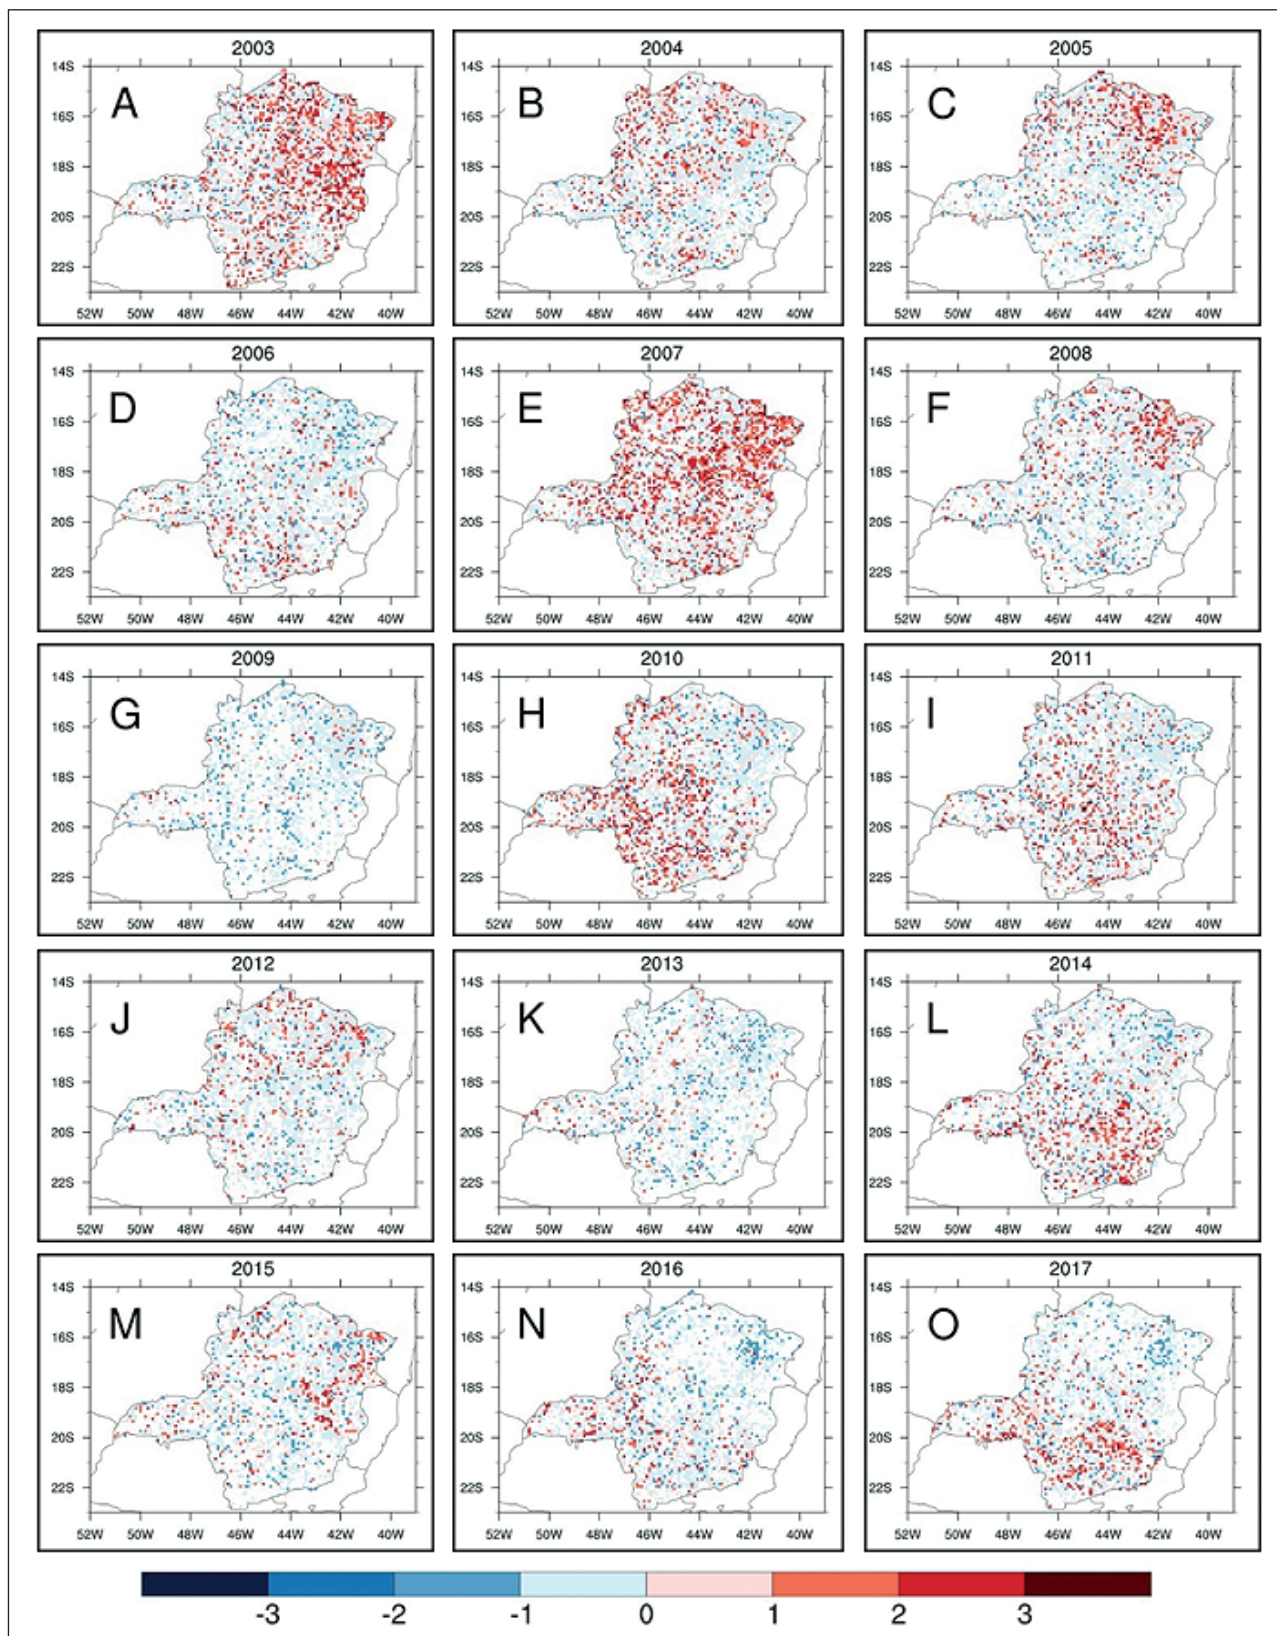 2003 2004 2005
14S 14S 14S
A B C
16S 16S 16S
18S 18S 18S
20S 20S 20S
22S 22S 22S
52W 50W 48W 46W 44W 42W 40W 52W 50W 48W 46W 44W 42W 40W 52W 50W 48W 46W 44W 42W 40W
2006 2007 2008
14S 14S 14S
D E F
16S 16S 16S
18S 18S 18S
20S 20S 20S
22S 22S 22S
52W 50W 48W 46W 44W 42W 40W 52W 50W 48W 46W 44W 42W 40W 52W 50W 48W 46W 44W 42W 40W
2009 2010 2011
14S 14S 14S
G H I
16S 16S 16S
18S 18S 18S
20S 20S 20S
22S 22S 22S
52W 50W 48W 46W 44W 42W 40W 52W 50W 48W 46W 44W 42W 40W 52W 50W 48W 46W 44W 42W 40W
2012 2013 2014
14S 14S 14S
J K L
16S 16S 16S
18S 18S 18S
20S 20S 20S
22S 22S 22S
52W 50W 48W 46W 44W 42W 40W 52W 50W 48W 46W 44W 42W 40W 52W 50W 48W 46W 44W 42W 40W
2015 2016 2017
14S 14S 14S
M N O
16S 16S 16S
18S 18S 18S
20S 20S 20S
22S 22S 22S
52W 50W 48W 46W 44W 42W 40W 52W 50W 48W 46W 44W 42W 40W 52W 50W 48W 46W 44W 42W 40W
-3 -2 -1 0 1 2 3